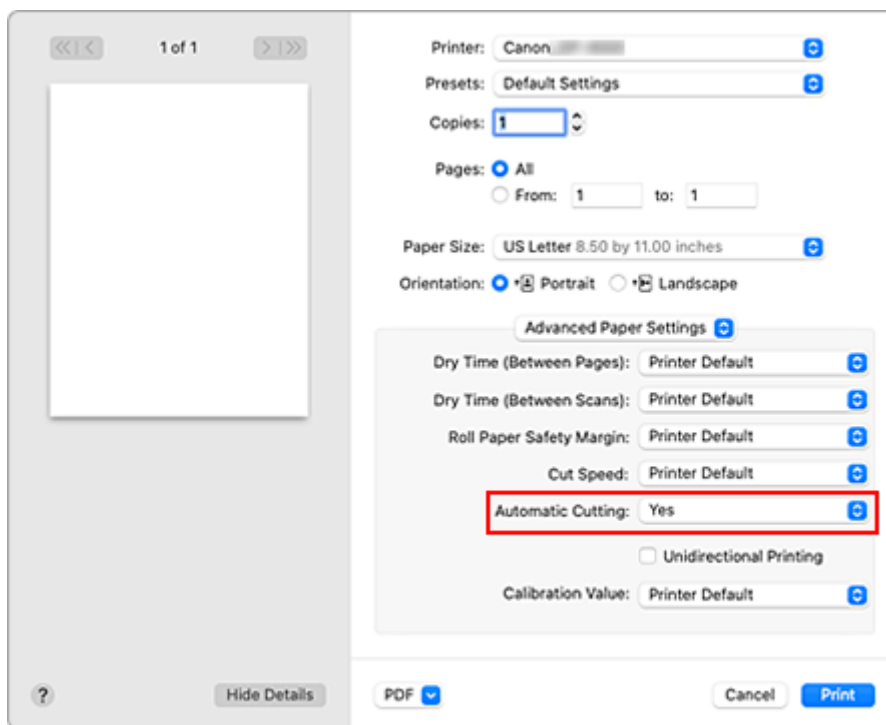 1 of 1
Printer: Canon
Presets: Default Settings
Copies: 1
Pages: All
From: 1 to: 1
Paper Size: US Letter 8.50 by 11.00 inches
Orientation: Portrait Landscape
Advanced Paper Settings
Dry Time (Between Pages): Printer Default
Dry Time (Between Scans): Printer Default
Roll Paper Safety Margin: Printer Default
Cut Speed: Printer Default
Automatic Cutting: Yes
Unidirectional Printing
Calibration Value: Printer Default
? Hide Details PDF Cancel Print